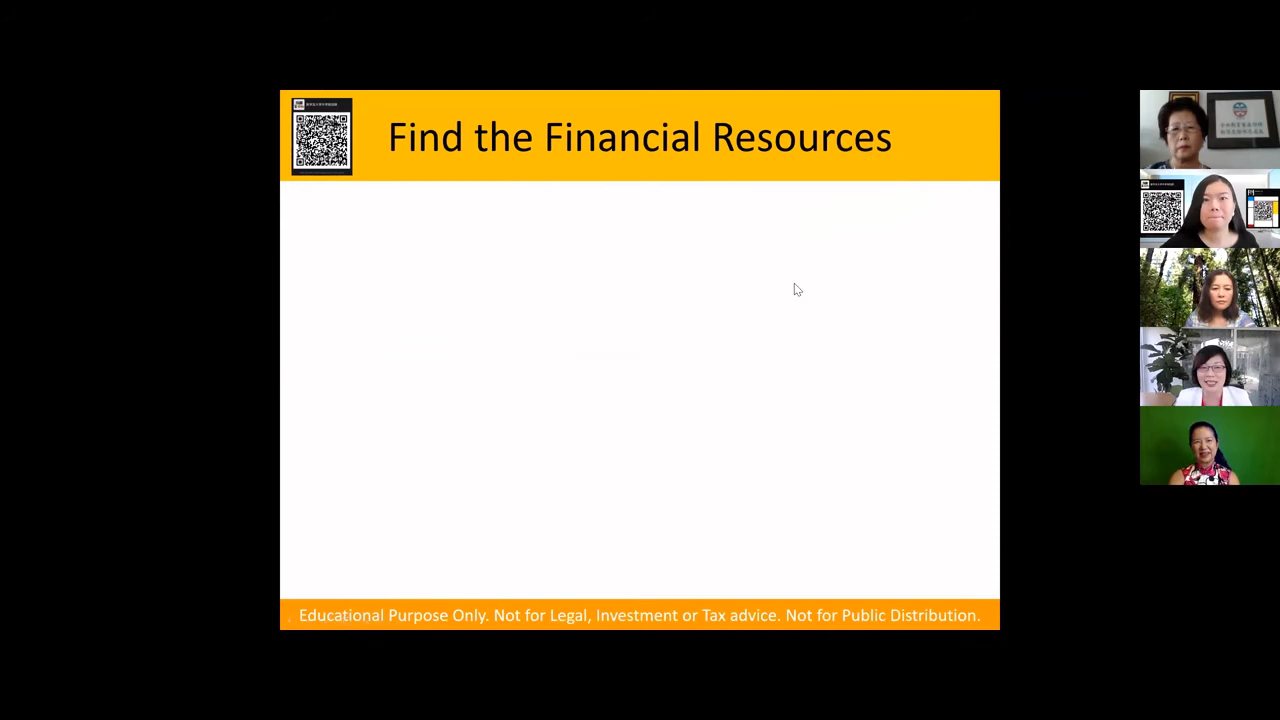 Find the Financial Resources
Educational Purpose Only. Not for Legal, Investment or Tax advice. Not for Public Distribution.